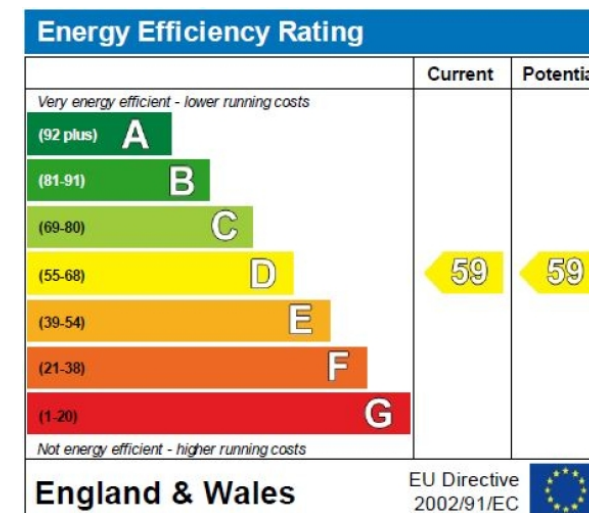 Energy Efficiency Rating
Current Potentia
Very energy efficient - lower running costs
(92 plus) A
(81-91) B
(69-80) C
(55-68) D 59 59
(39-54) E
(21-38) F
(1-20) G
Not energy efficient - higher running costs
England & Wales
EU Directive
2002/91/EC